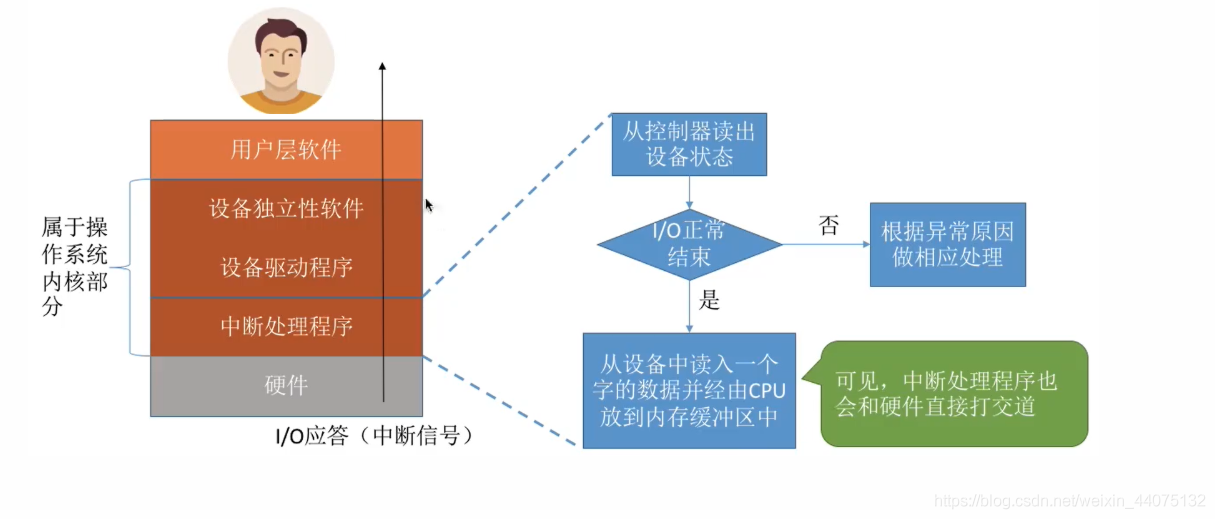 用户层软件
设备独立性软件
设备驱动程序
中断处理程序
硬件
属于操
作系统
内核部
分
I/O应答（中断信号）
从控制器读出
设备状态
I/O正常
结束
否
根据异常原因
做相应处理
是
从设备中读入一个
字的数据并经由CPU
放到内存缓冲区中
可见，中断处理程序也
会和硬件直接打交道
https://blog.csdn.net/weixin_44075132